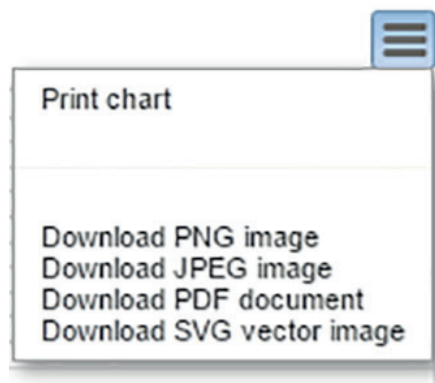 Print chart
Download PNG image
Download JPEG image
Download PDF document
Download SVG vector image